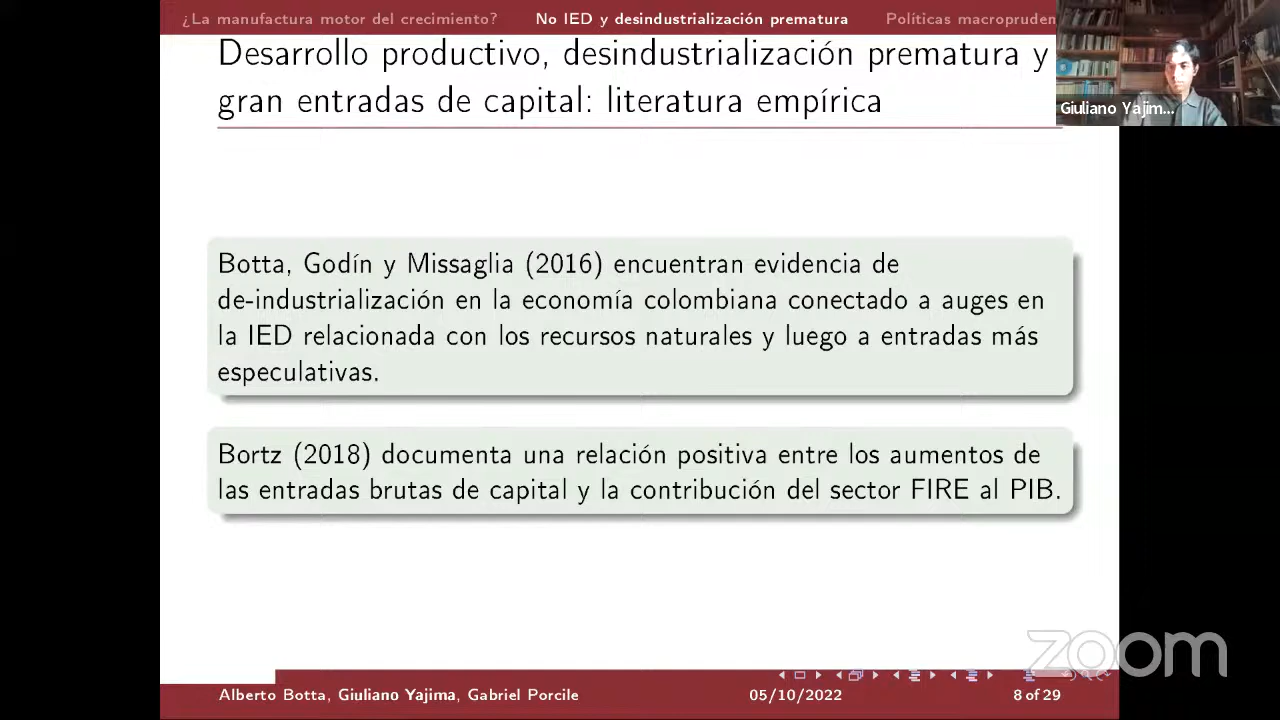 ¿La manufactura motor del crecimiento? No IED y desindustrialización prematura Políticas macropruden
Desarrollo productivo, desindustrialización prematura y
gran entradas de capital: literatura empírica
Giuliano Yajim...
Botta, Godín y Missaglia (2016) encuentran evidencia de
de-industrialización en la economía colombiana conectado a auges en
la IED relacionada con los recursos naturales y luego a entradas más
especulativas.
Bortz (2018) documenta una relación positiva entre los aumentos de
las entradas brutas de capital y la contribución del sector FIRE al PIB.
zoom
Alberto Botta, Giuliano Yajima, Gabriel Porcile 05/10/2022 8 of 29